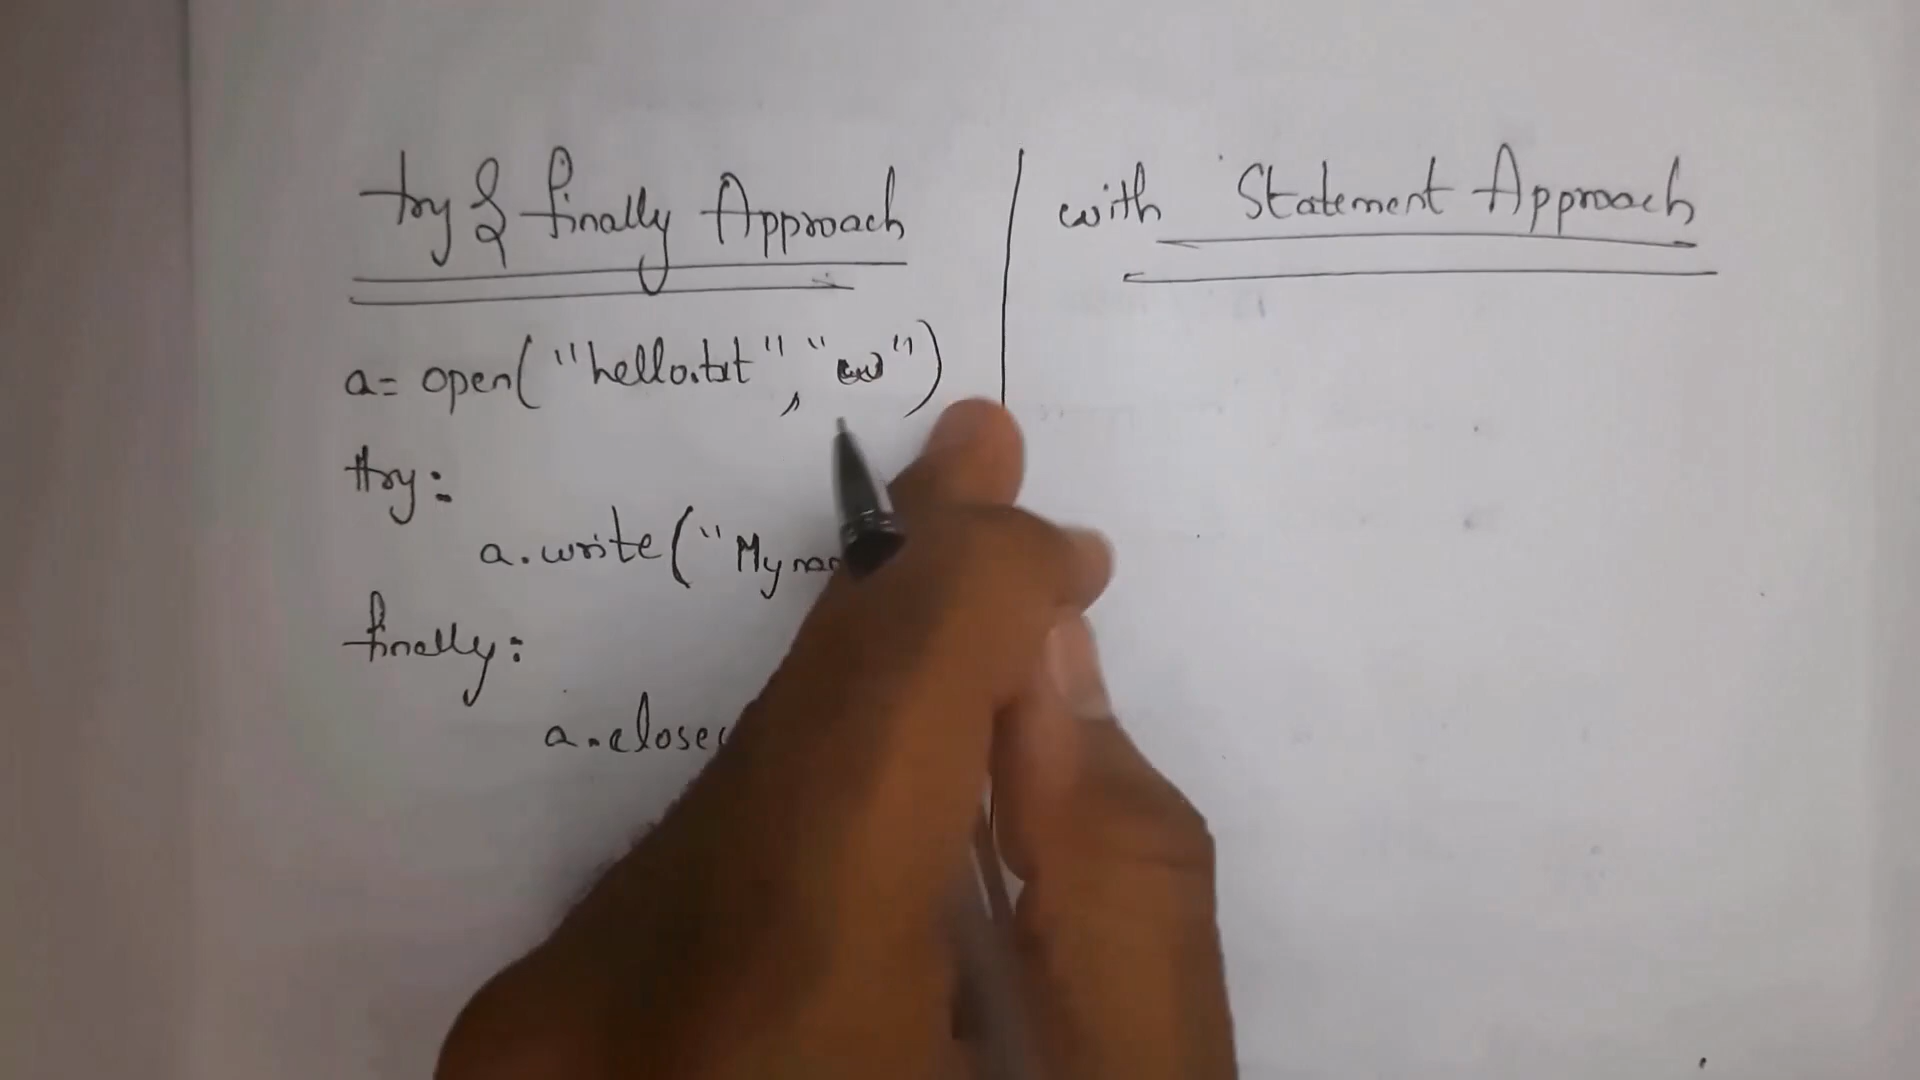 try & finally Approach
a= open("hello.txt", "w")
try:
a.write("My
finally:
a.close(
with Statement Approach